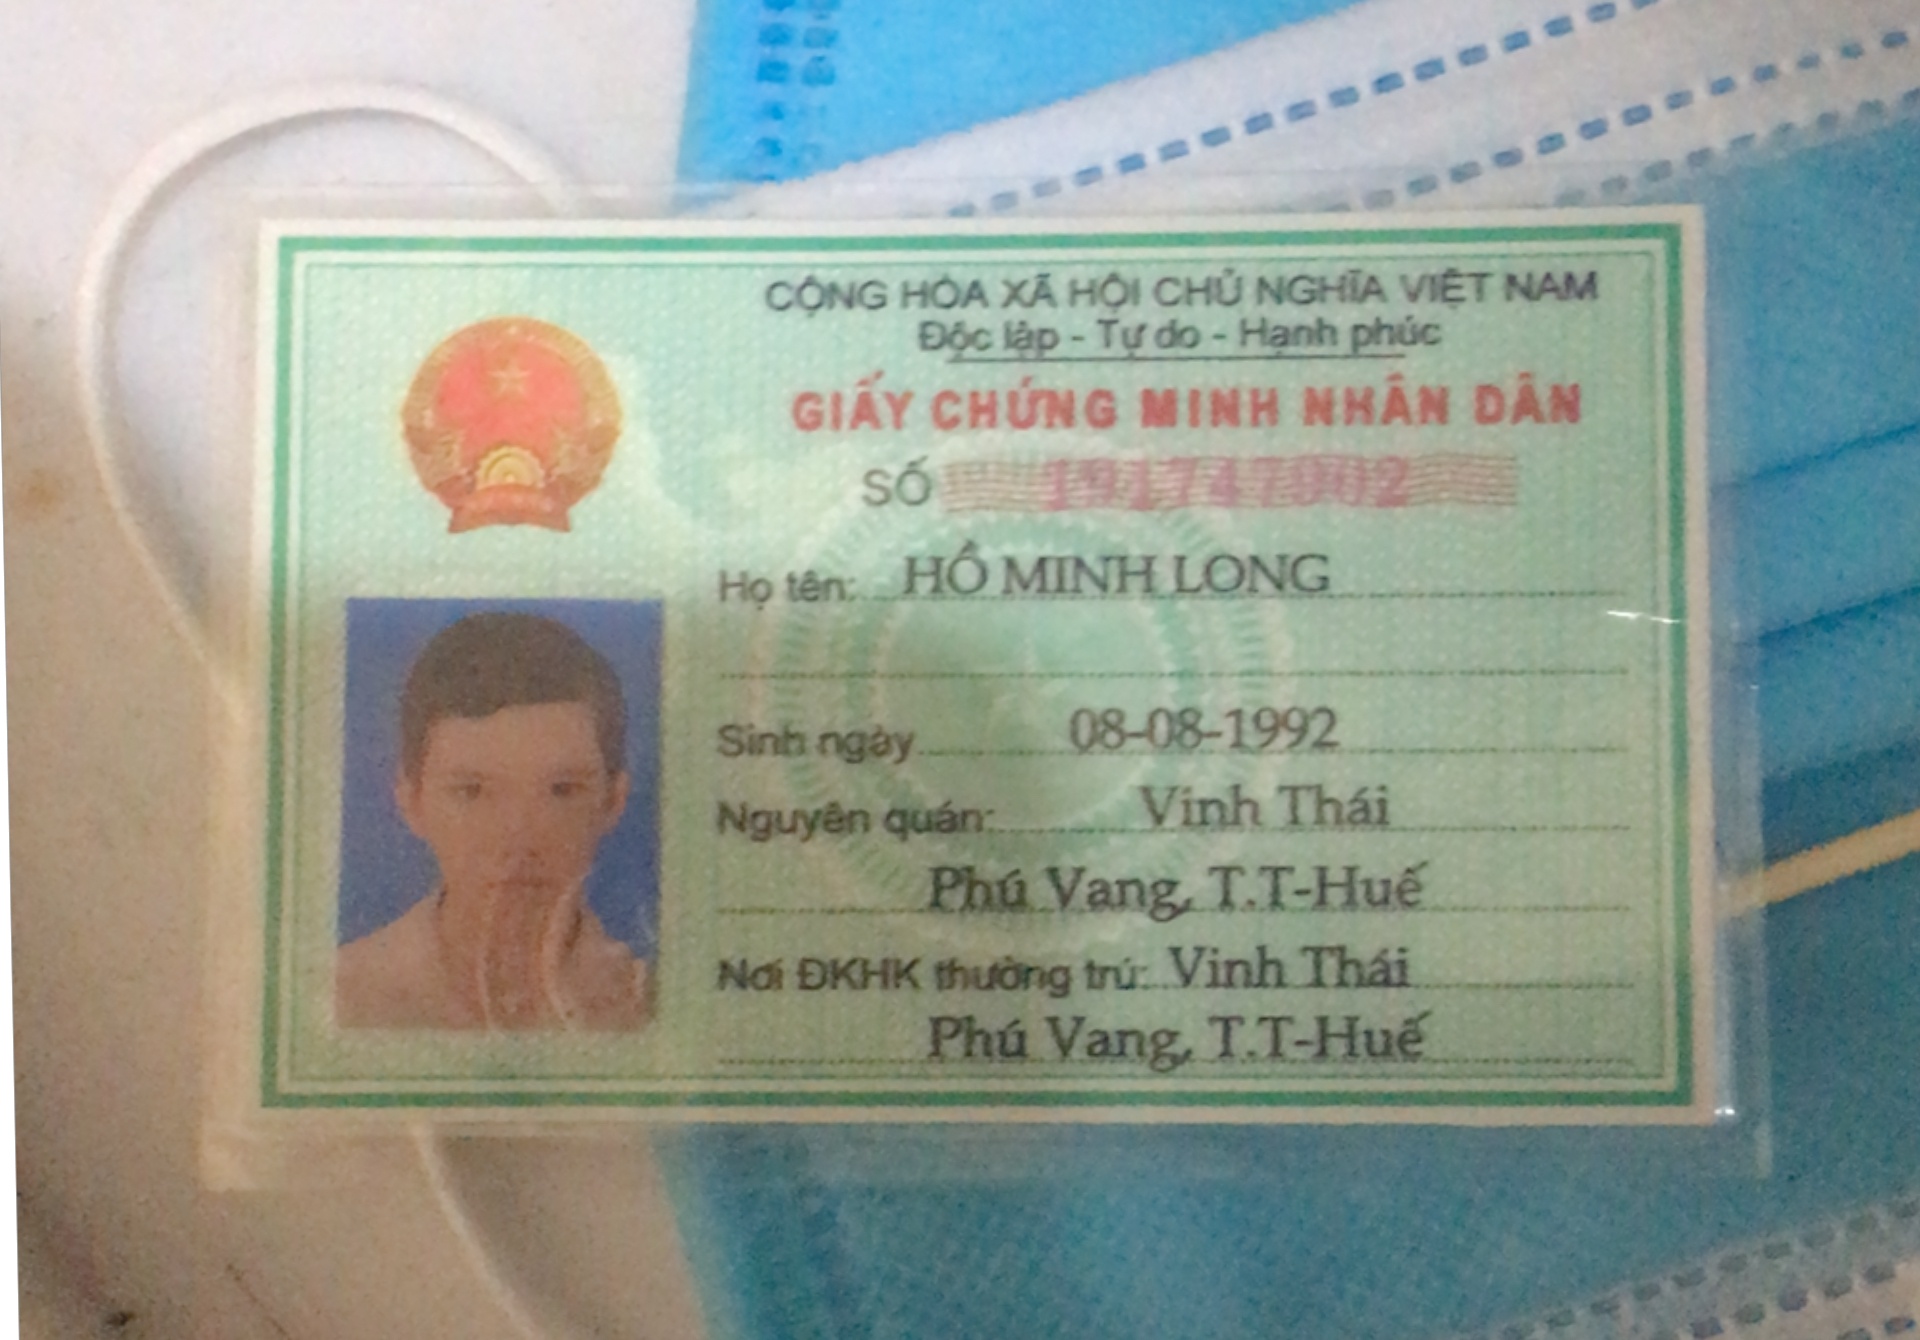 CỘNG HÒA XÃ HỘI CHỦ NGHĨA VIỆT NAM
Độc lập - Tự do - Hạnh phúc
GIẤY CHỨNG MINH NHÂN DÂN
SỐ
Họ tên: HỒ MINH LONG
Sinh ngày 08-08-1992
Nguyên quán: Vinh Thái
Phú Vang, T.T-Huế
Nơi ĐKHK thường trú: Vinh Thái
Phú Vang, T.T-Huế